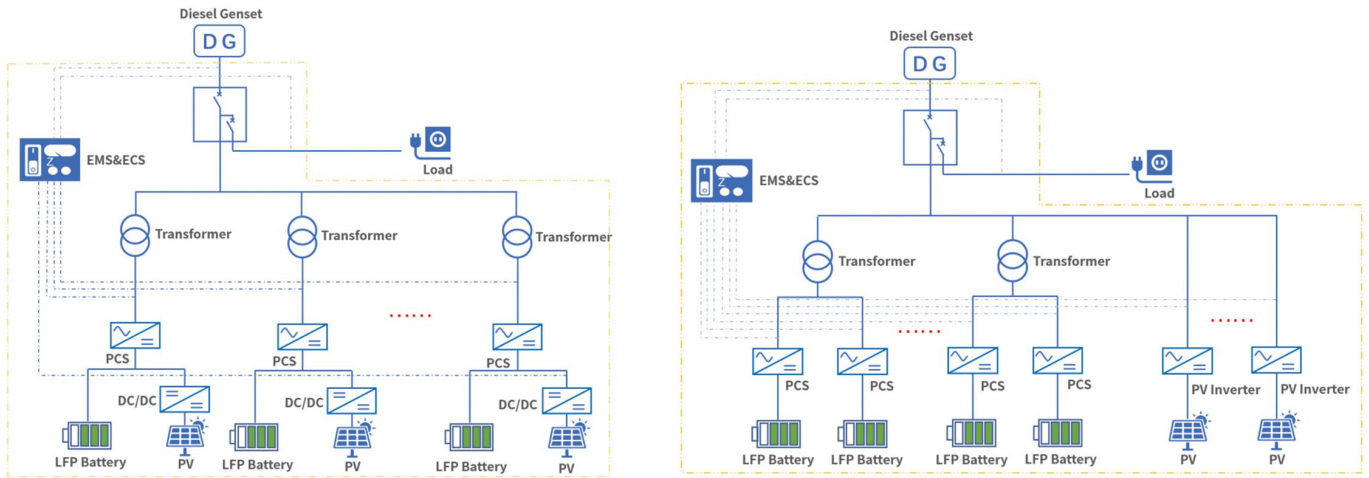 Diesel Genset
DG
EMS&ECS
Load
Transformer
Transformer
Transformer
......
PCS
PCS
PCS
DC/DC
DC/DC
DC/DC
LFP Battery
PV
LFP Battery
PV
LFP Battery
PV
Diesel Genset
DG
EMS&ECS
Load
Transformer
Transformer
......
......
PCS
PCS
PCS
PCS
PV Inverter
PV Inverter
LFP Battery
LFP Battery
LFP Battery
LFP Battery
PV
PV